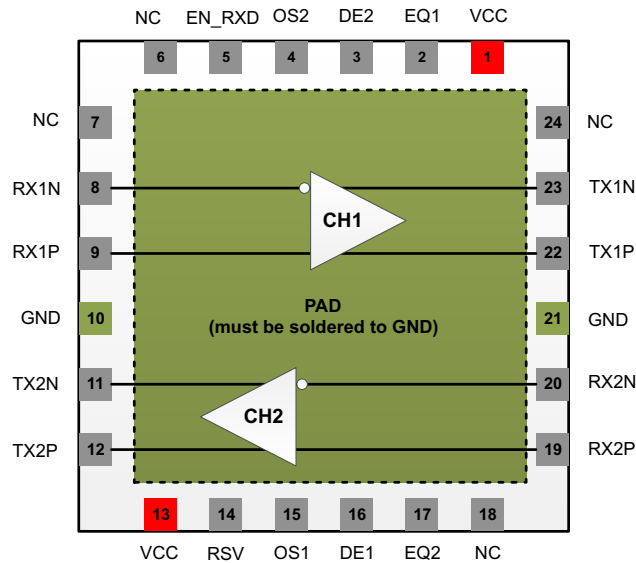 NC EN_RXD OS2 DE2 EQ1 VCC
6 5 4 3 2 1
NC 7 24 NC
RX1N 8 23 TX1N
CH1
RX1P 9 22 TX1P
PAD
GND 10 21 GND
(must be soldered to GND)
TX2N 11 20 RX2N
CH2
TX2P 12 19 RX2P
13 14 15 16 17 18
VCC RSV OS1 DE1 EQ2 NC